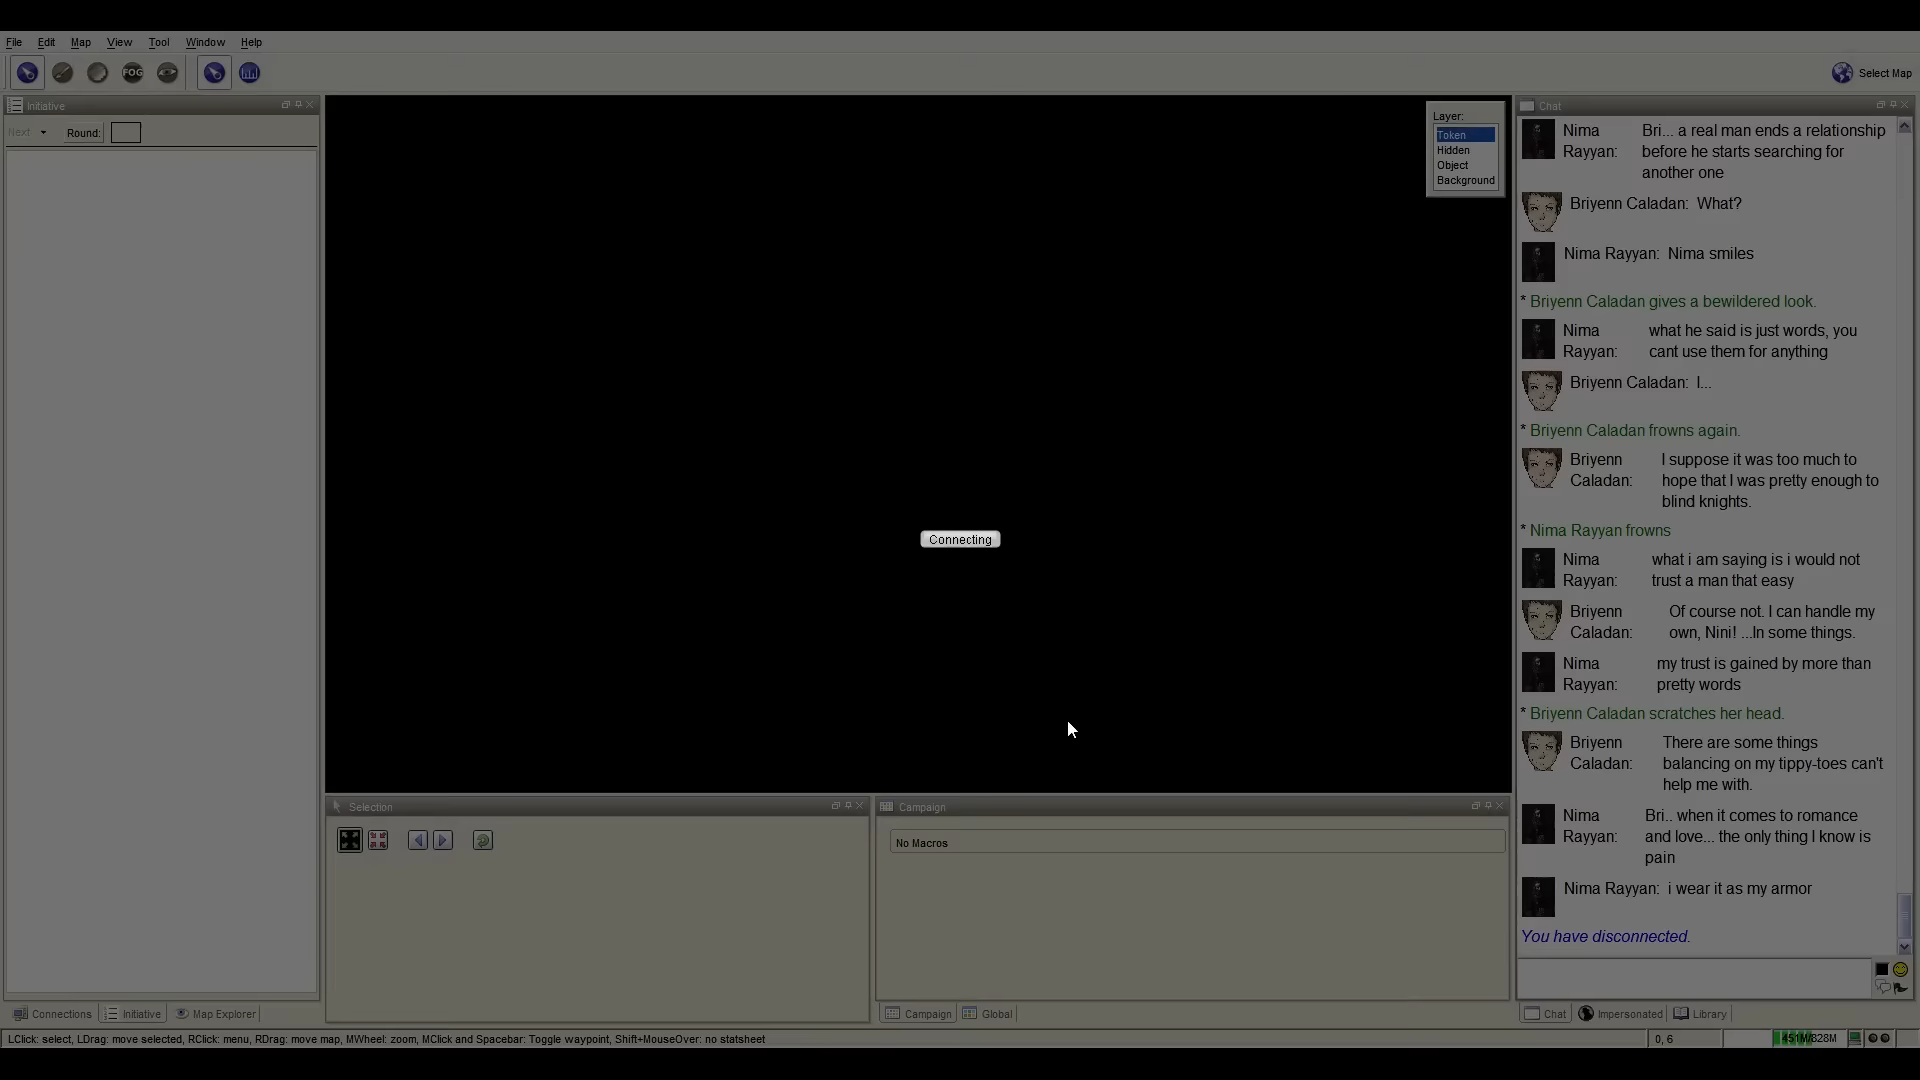 File Edit Map View Tool Window Help
FOG
Select Map
Initiative
Next Round:
Layer:
Token
Hidden
Object
Background
Connecting
Selection
Campaign
No Macros
Chat
Nima Rayyan: Bri... a real man ends a relationship
before he starts searching for
another one
Briyenn Caladan: What?
Nima Rayyan: Nima smiles
* Briyenn Caladan gives a bewildered look.
Nima Rayyan: what he said is just words, you
cant use them for anything
Briyenn Caladan: I...
* Briyenn Caladan frowns again.
Briyenn Caladan: I suppose it was too much to
hope that I was pretty enough to
blind knights.
* Nima Rayyan frowns
Nima Rayyan: what i am saying is i would not
trust a man that easy
Briyenn Caladan: Of course not. I can handle my
own, Nini! ...In some things.
Nima Rayyan: my trust is gained by more than
pretty words
* Briyenn Caladan scratches her head.
Briyenn Caladan: There are some things
balancing on my tippy-toes can't
help me with.
Nima Rayyan: Bri.. when it comes to romance
and love... the only thing I know is
pain
Nima Rayyan: i wear it as my armor
You have disconnected.
Connections Initiative Map Explorer
Campaign Global
Chat Impersonated Library
LClick: select, LDrag: move selected, RClick: menu, RDrag: move map, MWheel: zoom, MClick and Spacebar: Toggle waypoint, Shift+MouseOver: no statsheet
0, 6
451M/828M